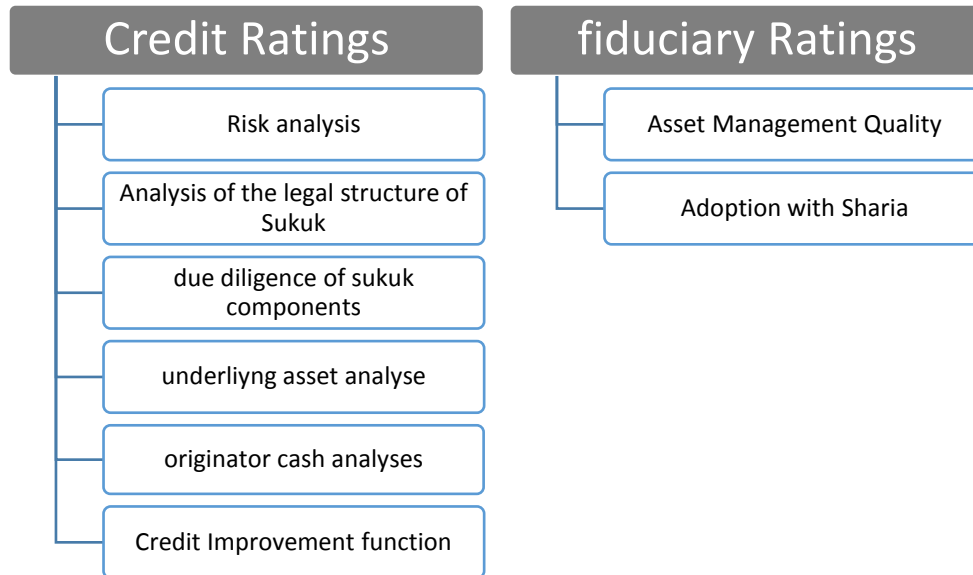 Credit Ratings
Risk analysis
Analysis of the legal structure of
Sukuk
due diligence of sukuk
components
underliyng asset analyse
originator cash analyses
Credit Improvement function
fiduciary Ratings
Asset Management Quality
Adoption with Sharia